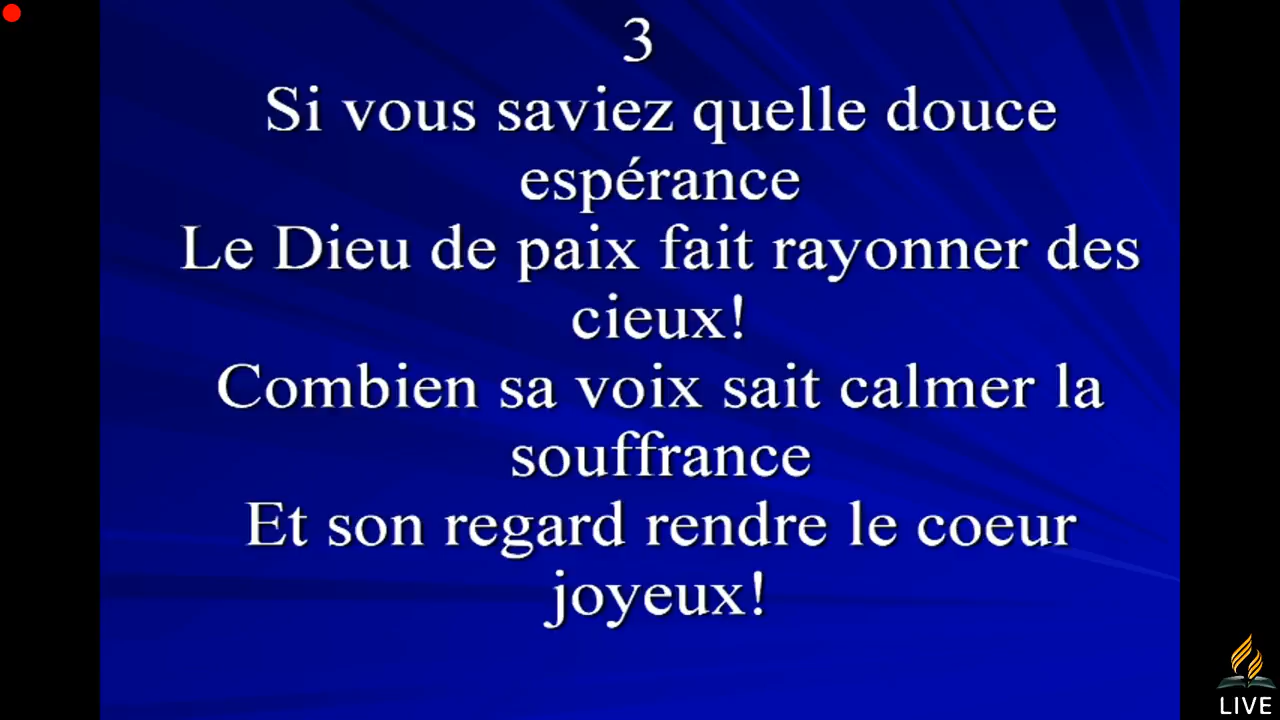 3
Si vous saviez quelle douce
espérance
Le Dieu de paix fait rayonner des
cieux!
Combien sa voix sait calmer la
souffrance
Et son regard rendre le coeur
joyeux!
LIVE